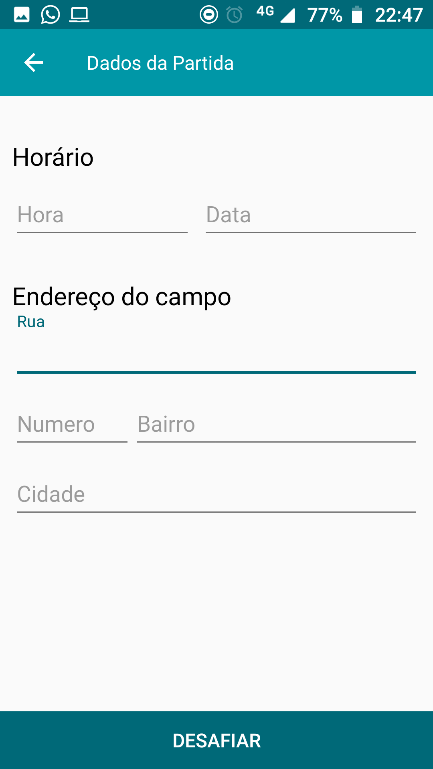 4G 77% 22:47
Dados da Partida
Horário
Hora Data
Endereço do campo
Rua
Numero Bairro
Cidade
DESAFIAR